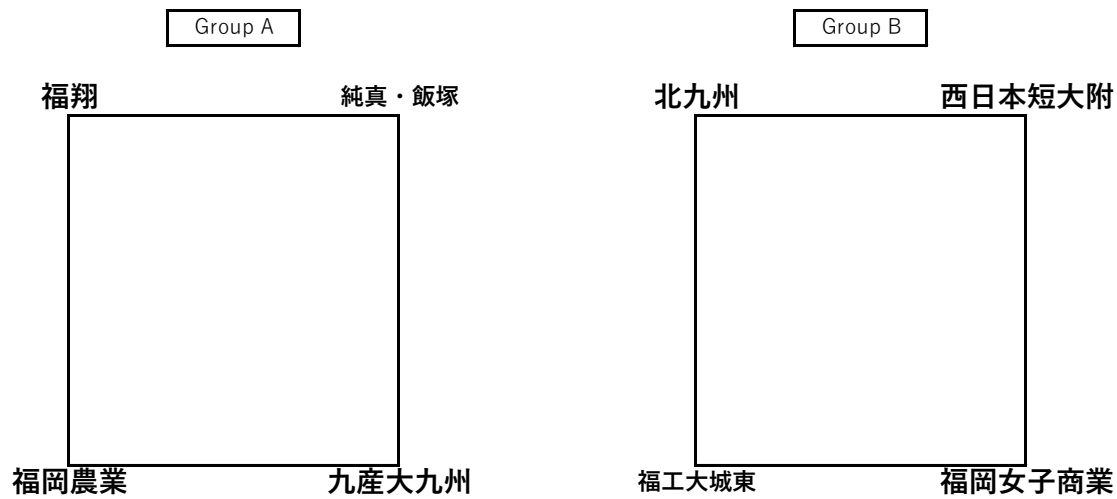 Group A
Group B
福翔
純真・飯塚
北九州
西日本短大附
福岡農業
九産大九州
福工大城東
福岡女子商業